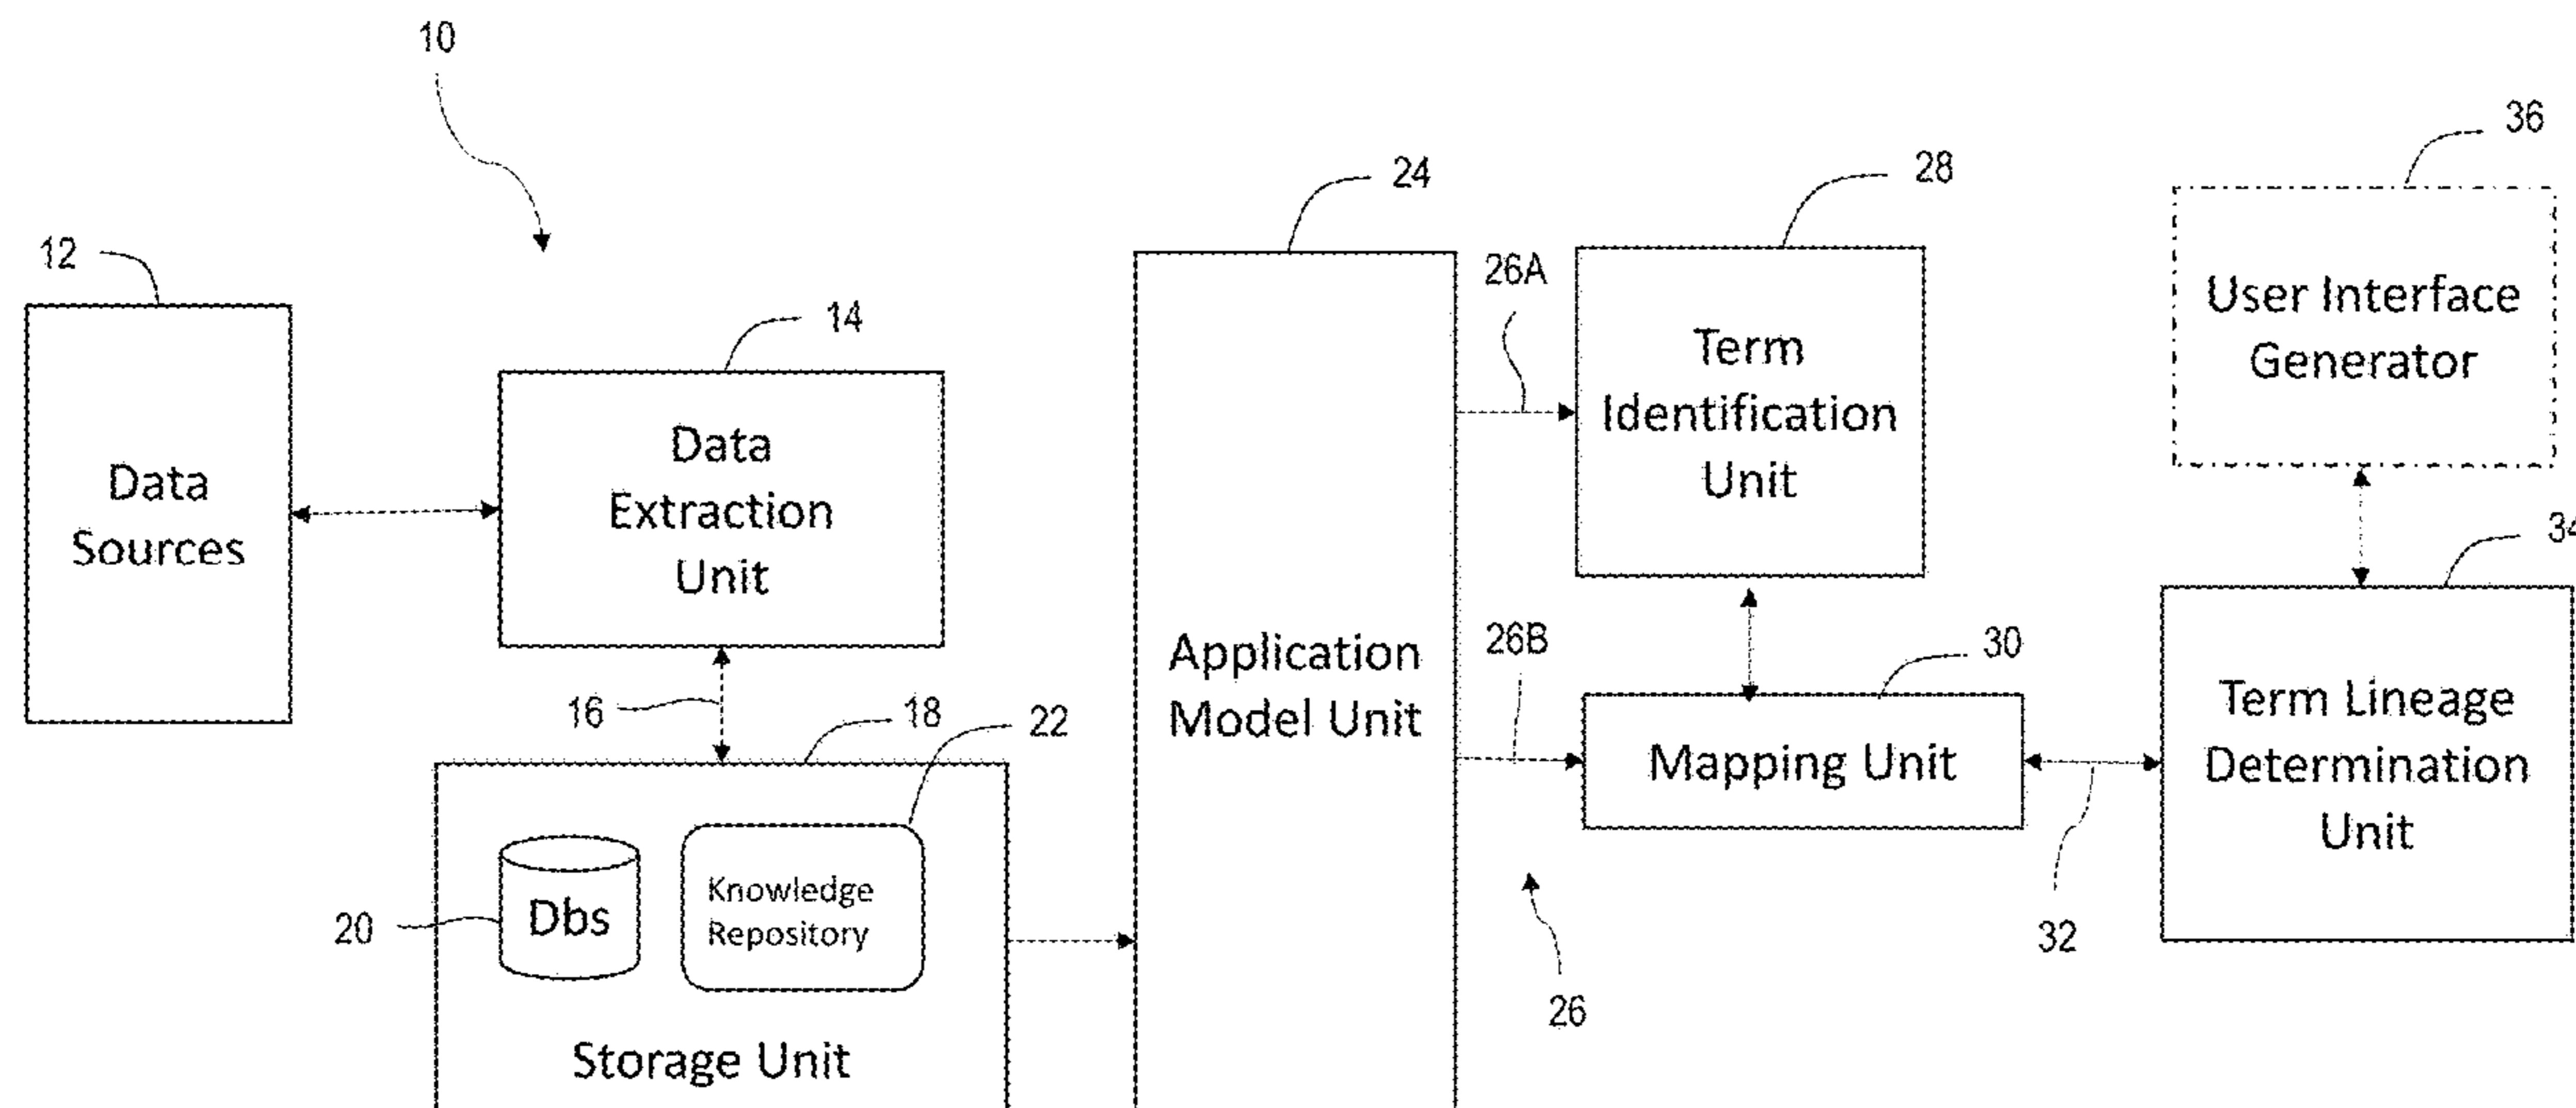 10
36
24
28
12
26A
14
User Interface
Generator
Term
Identification
Unit
Data
Extraction
Unit
Data
Sources
34
26B
30
Application
Model Unit
16
18
22
Mapping Unit
Term Lineage
Determination
Unit
Knowledge
Repository
Dbs
20
32
26
Storage Unit